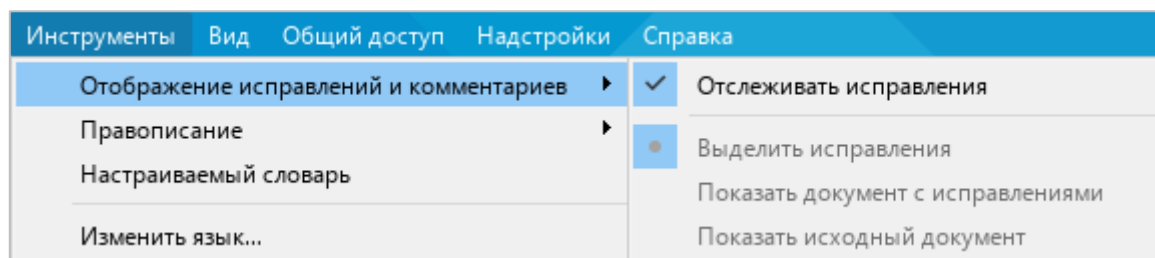 Инструменты Вид Общий доступ Надстройки Справка
Отображение исправлений и комментариев
Отслеживать исправления
Правописание
Выделить исправления
Настраиваемый словарь
Показать документ с исправлениями
Изменить язык...
Показать исходный документ